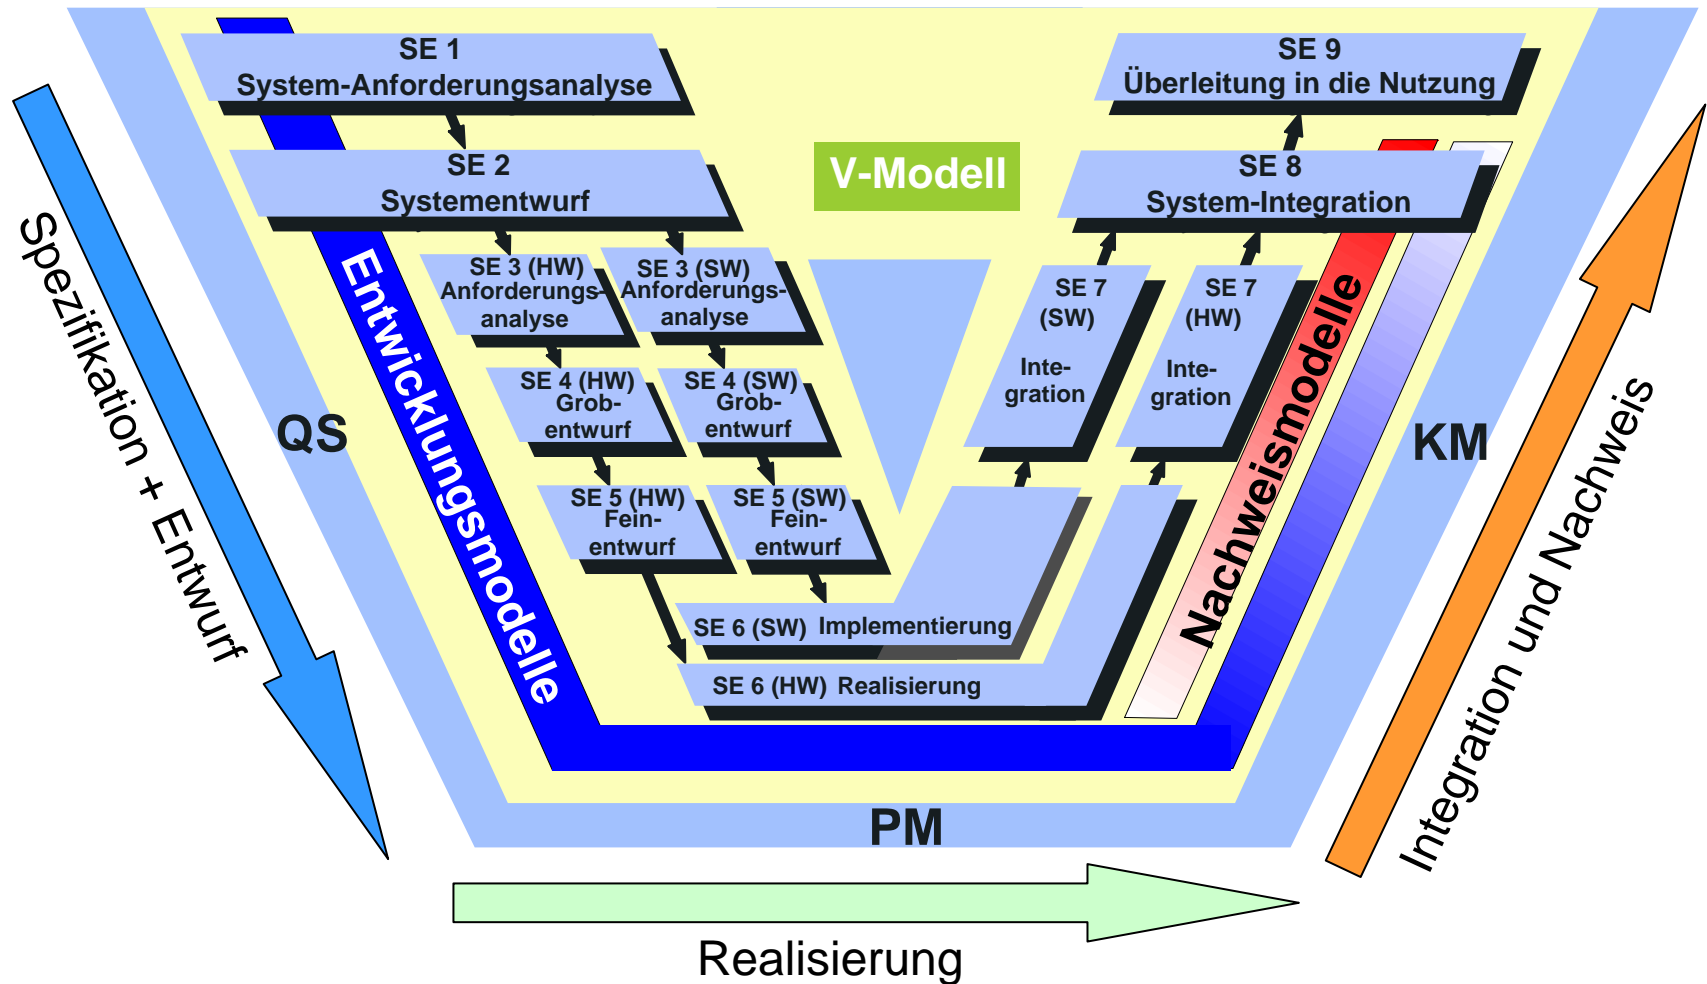 SE 1
System-Anforderungsanalyse
SE 2
Systementwurf
SE 3 (HW)
Anforderungs-
analyse
SE 3 (SW)
Anforderungs-
analyse
SE 4 (HW)
Grob-
entwurf
SE 4 (SW)
Grob-
entwurf
SE 5 (HW)
Fein-
entwurf
SE 5 (SW)
Fein-
entwurf
SE 6 (SW) Implementierung
SE 6 (HW) Realisierung
V-Modell
SE 7
(SW)
Inte-
gration
SE 7
(HW)
Inte-
gration
SE 8
System-Integration
SE 9
Überleitung in die Nutzung
Entwicklungsmodelle
Nachweismodelle
QS
KM
PM
Spezifikation + Entwurf
Realisierung
Integration und Nachweis